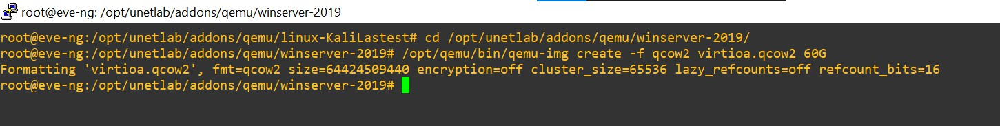 root@eve-ng: /opt/unetlab/addons/qemu/winserver-2019
root@eve-ng:/opt/unetlab/addons/qemu/linux-KaliLastest# cd /opt/unetlab/addons/qemu/winserver-2019/
root@eve-ng:/opt/unetlab/addons/qemu/winserver-2019# /opt/qemu/bin/qemu-img create -f qcow2 virtioa.qcow2 60G
Formatting 'virtioa.qcow2', fmt=qcow2 size=64424509440 encryption=off cluster_size=65536 lazy_refcounts=off refcount_bits=16
root@eve-ng:/opt/unetlab/addons/qemu/winserver-2019#